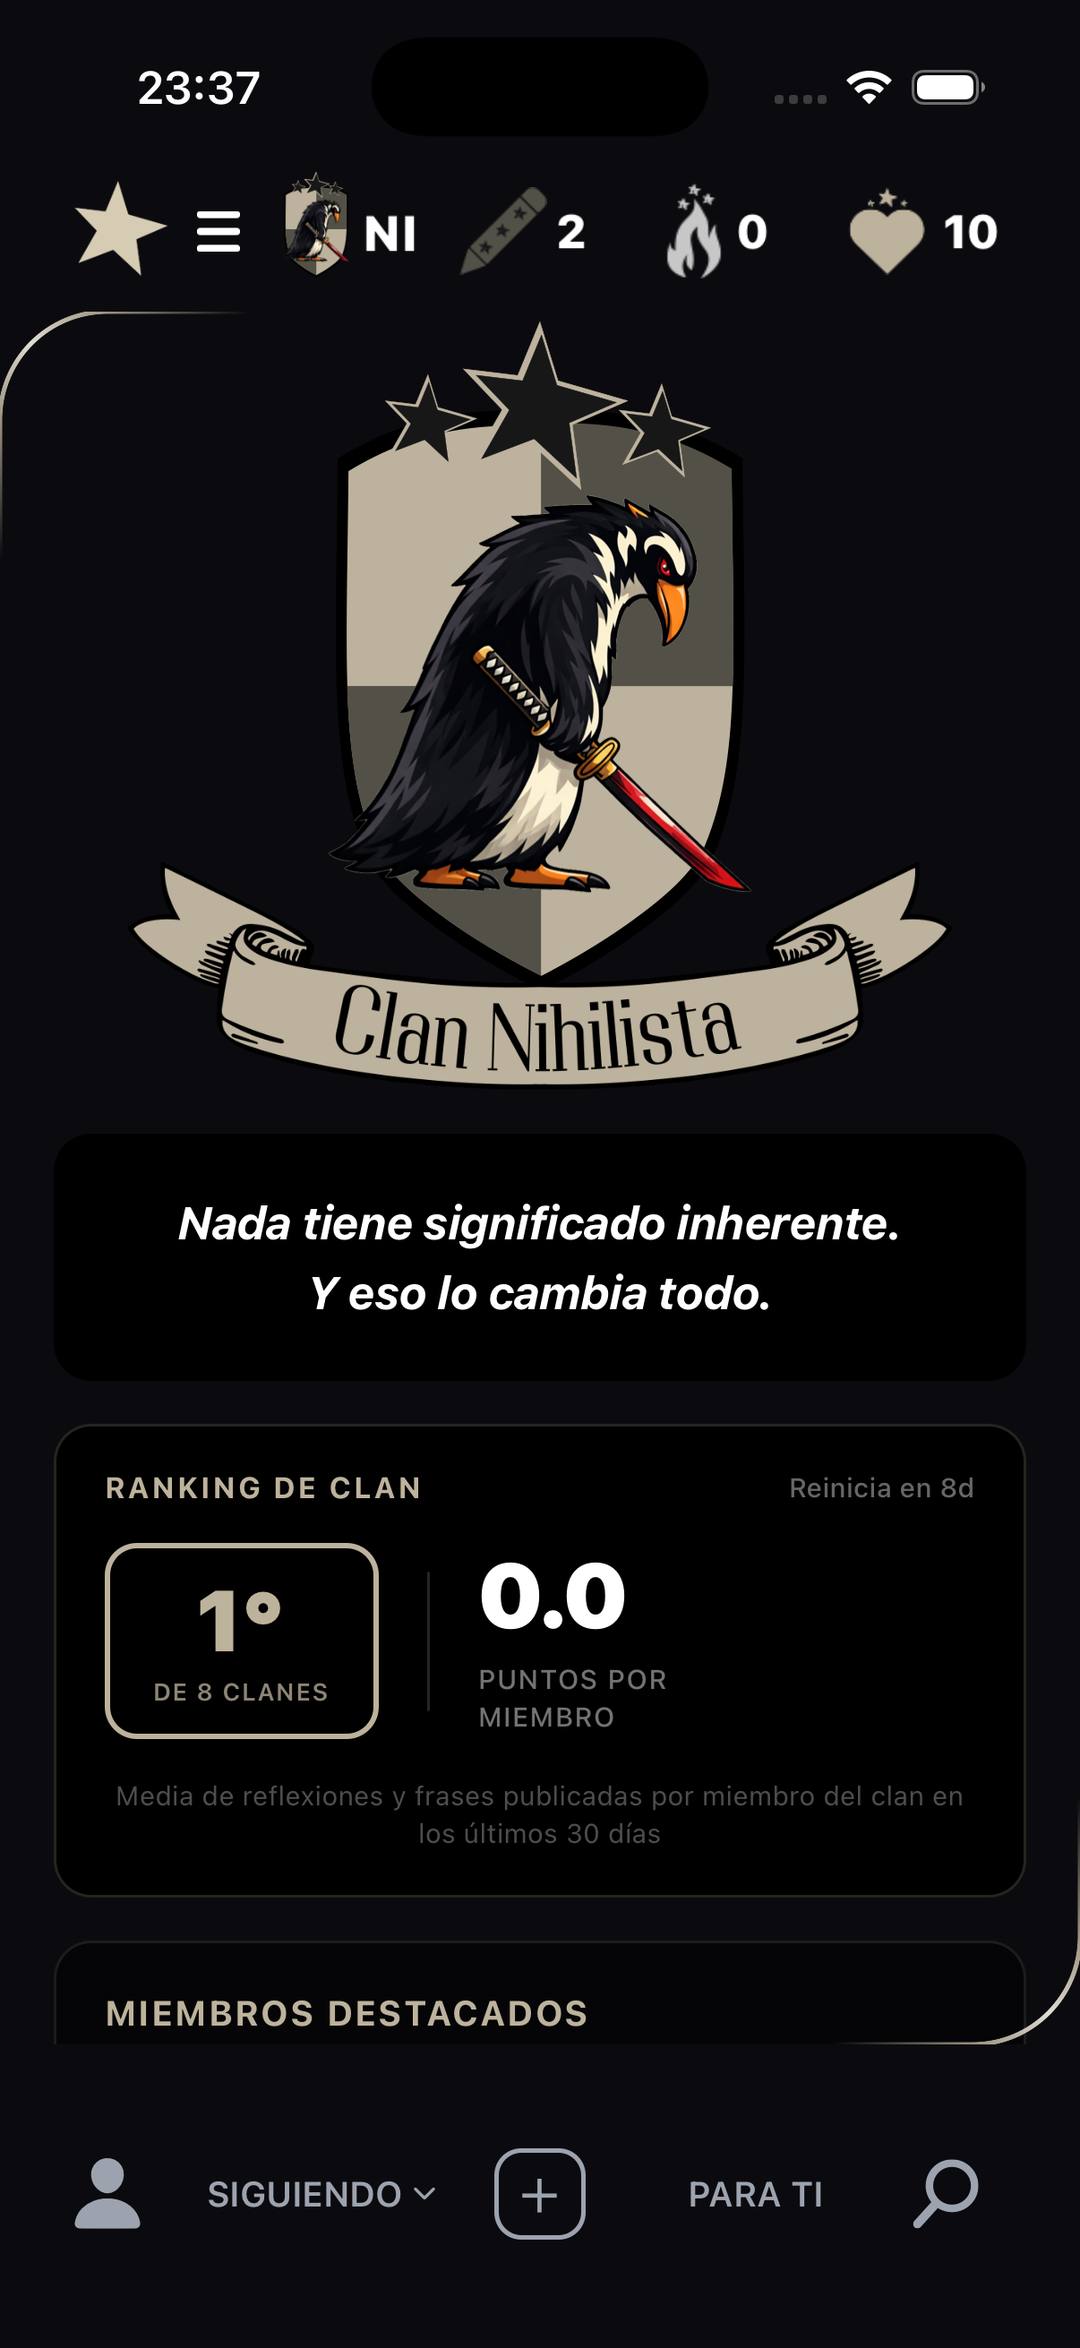 23:37
NI
2
0
10
Clan Nihilista
Nada tiene significado inherente.
Y eso lo cambia todo.
RANKING DE CLAN
Reinicia en 8d
1º
DE 8 CLANES
0.0
PUNTOS POR
MIEMBRO
Media de reflexiones y frases publicadas por miembro del clan en
los últimos 30 días
MIEMBROS DESTACADOS
SIGUIENDO
PARA TI